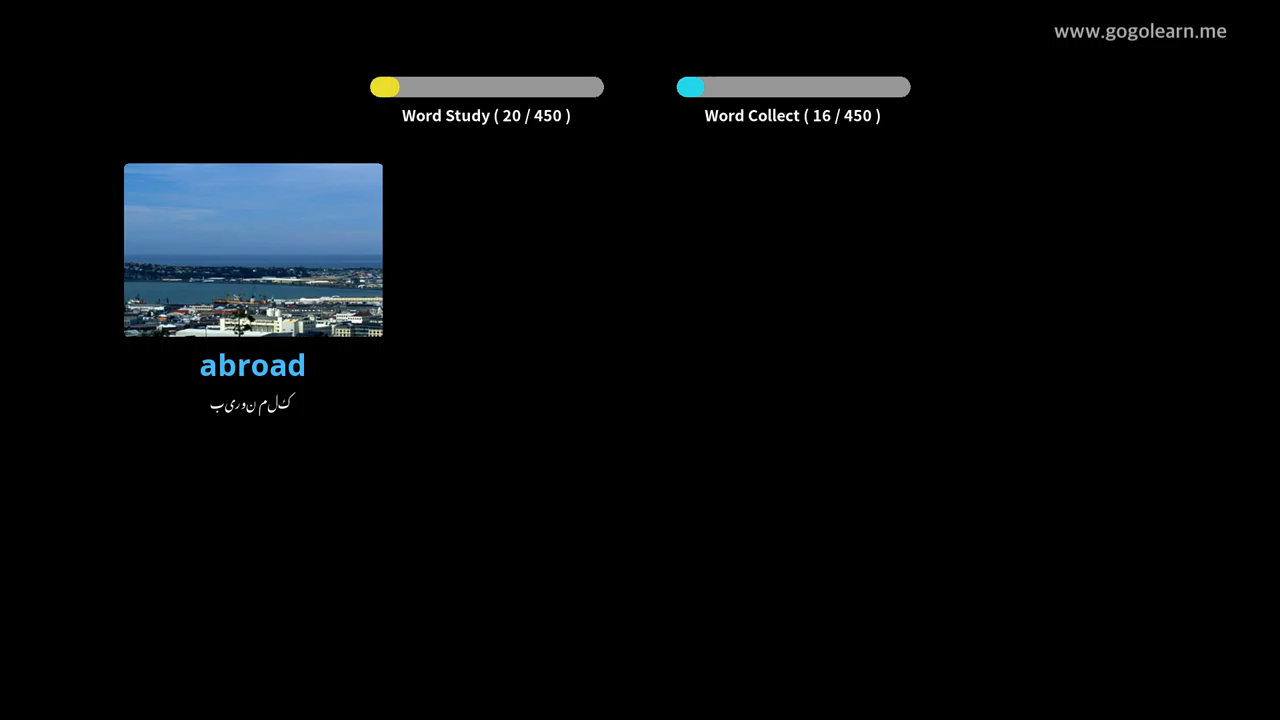 www.gogolearn.me
Word Study ( 20 / 450 )
Word Collect ( 16 / 450 )
abroad
بیرون ملک